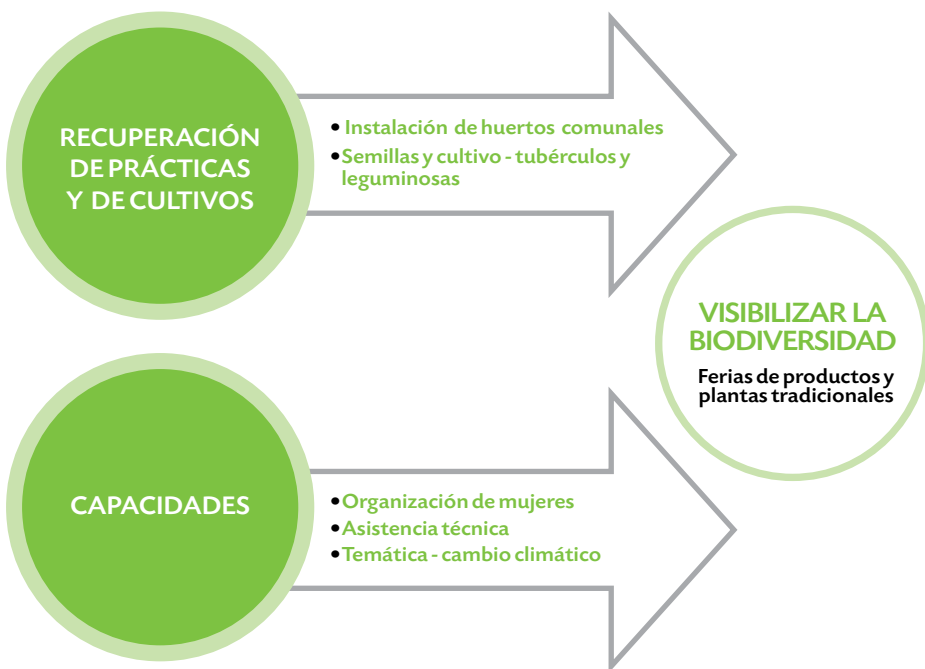 RECUPERACIÓN
DE PRÁCTICAS
Y DE CULTIVOS
• Instalación de huertos comunales
• Semillas y cultivo - tubérculos y
leguminosas
VISIBILIZAR LA
BIODIVERSIDAD
Ferias de productos y
plantas tradicionales
CAPACIDADES
• Organización de mujeres
• Asistencia técnica
• Temática - cambio climático